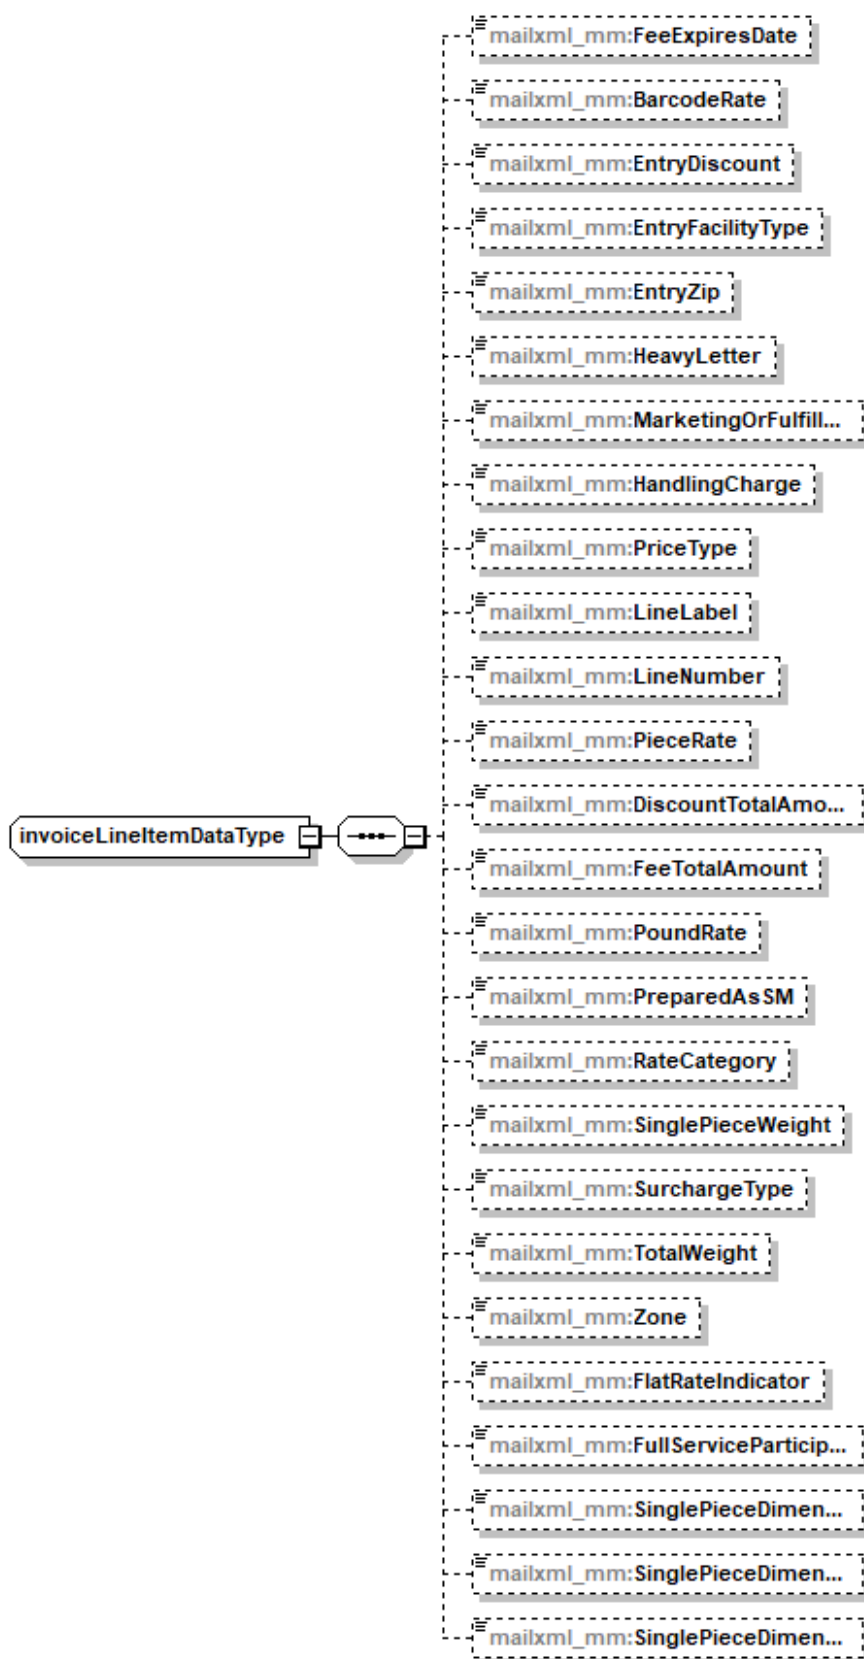 mailxml_mm:FeeExpiresDate
mailxml_mm:BarcodeRate
mailxml_mm:EntryDiscount
mailxml_mm:EntryFacilityType
mailxml_mm:EntryZip
mailxml_mm:HeavyLetter
mailxml_mm:MarketingOrFulfill...
mailxml_mm:HandlingCharge
mailxml_mm:PriceType
mailxml_mm:LineLabel
mailxml_mm:LineNumber
mailxml_mm:PieceRate
mailxml_mm:DiscountTotalAmo...
invoiceLineItemDataType
mailxml_mm:FeeTotalAmount
mailxml_mm:PoundRate
mailxml_mm:PreparedAsSM
mailxml_mm:RateCategory
mailxml_mm:SinglePieceWeight
mailxml_mm:SurchargeType
mailxml_mm:TotalWeight
mailxml_mm:Zone
mailxml_mm:FlatRateIndicator
mailxml_mm:FullServiceParticip...
mailxml_mm:SinglePieceDimen...
mailxml_mm:SinglePieceDimen...
mailxml_mm:SinglePieceDimen...